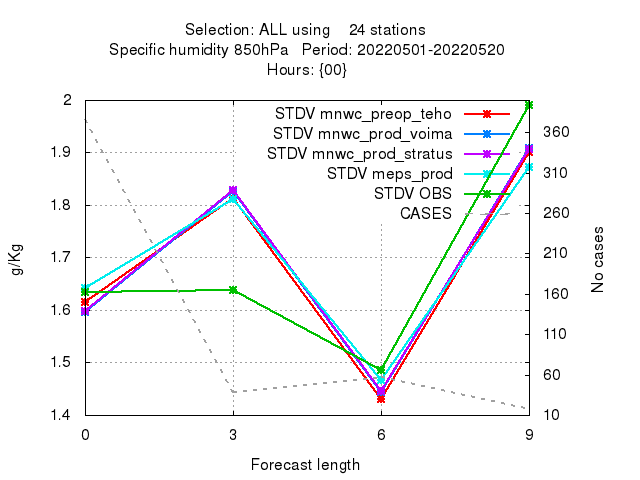 Selection: ALL using    24 stations
Specific humidity 850hPa   Period: 20220501-20220520
Hours: {00}
STDV mnwc_preop_teho
STDV mnwc_prod_voima
STDV mnwc_prod_stratus
STDV meps_prod
STDV OBS
CASES
2
1.9
1.8
1.7
1.6
1.5
1.4
g/Kg
360
310
260
210
160
110
60
10
No cases
0 3 6 9
Forecast length